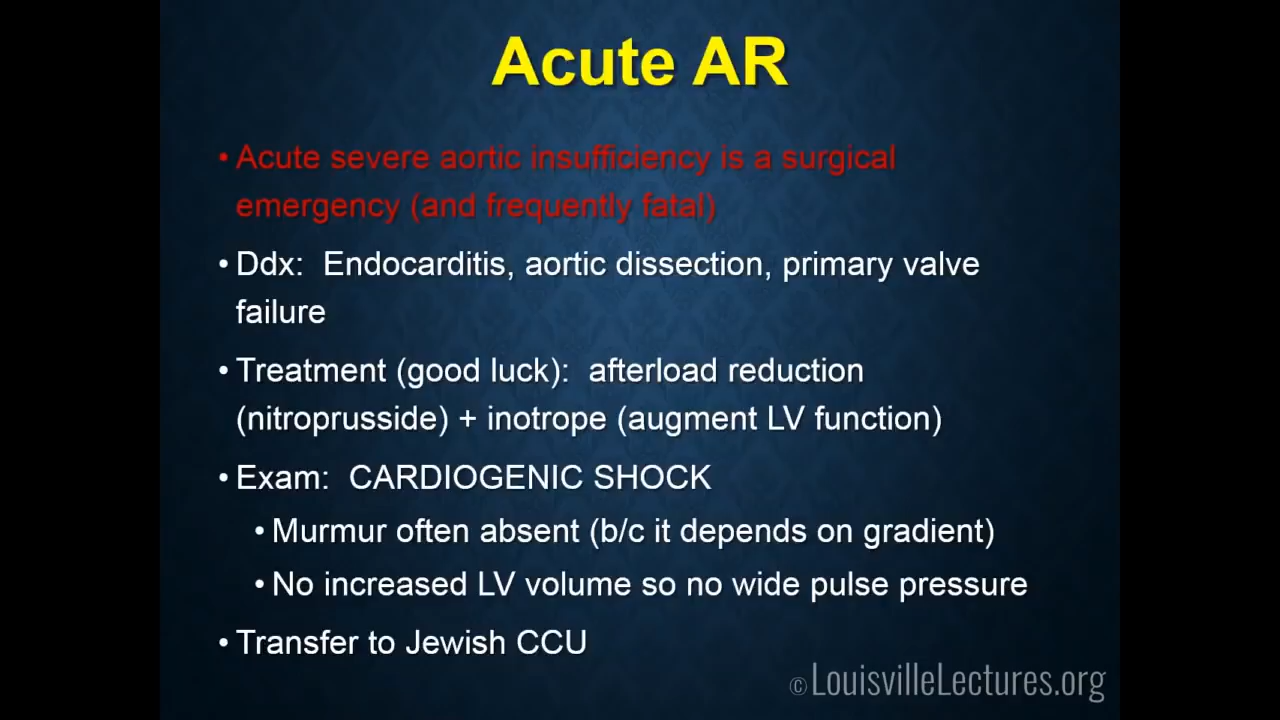 Acute AR
• Acute severe aortic insufficiency is a surgical
emergency (and frequently fatal)
• Ddx: Endocarditis, aortic dissection, primary valve
failure
• Treatment (good luck): afterload reduction
(nitroprusside) + inotrope (augment LV function)
• Exam: CARDIOGENIC SHOCK
• Murmur often absent (b/c it depends on gradient)
• No increased LV volume so no wide pulse pressure
• Transfer to Jewish CCU
© LouisvilleLectures.org